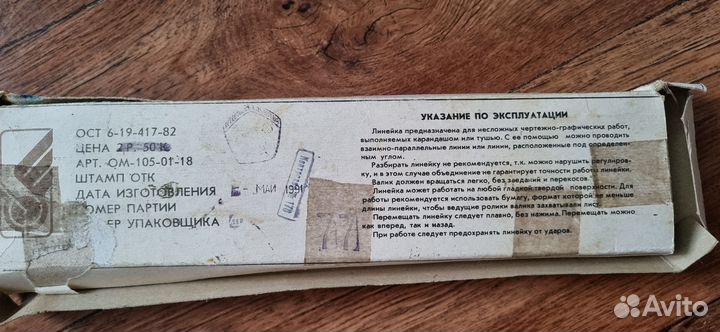 ОСТ 6-19-417-82
ЦЕНА 2Р. 50К
АРТ. ОМ-105-01-18
ШТАМП ОТК
ДАТА ИЗГОТОВЛЕНИЯ МАЙ 1991
НОМЕР ПАРТИИ
ЕР УПАКОВЩИКА
УКАЗАНИЕ ПО ЭКСПЛУАТАЦИИ
Линейка предназначена для несложных чертежно-графических работ,
выполняемых карандашом или тушью. С ее помощью можно проводить
взаимно-параллельные линии или линии, расположенные под определен-
ным углом.
Разбирать линейку не рекомендуется, т.к. можно нарушить регулиров-
ку, и в этом случае объединение не гарантирует точности работы линейки.
Валик должен вращаться легко, без заеданий и перекосов.
Линейка может работать на любой гладкой твердой поверхности. Для
работы рекомендуется использовать бумагу, формат которой не меньше
длины линейки, чтобы ведущие ролики валика захватывали лист.
Перемещать линейку следует плавно, без нажима. Перемещать можно
как вперед, так и назад.
При работе следует предохранять линейку от ударов.
Avito